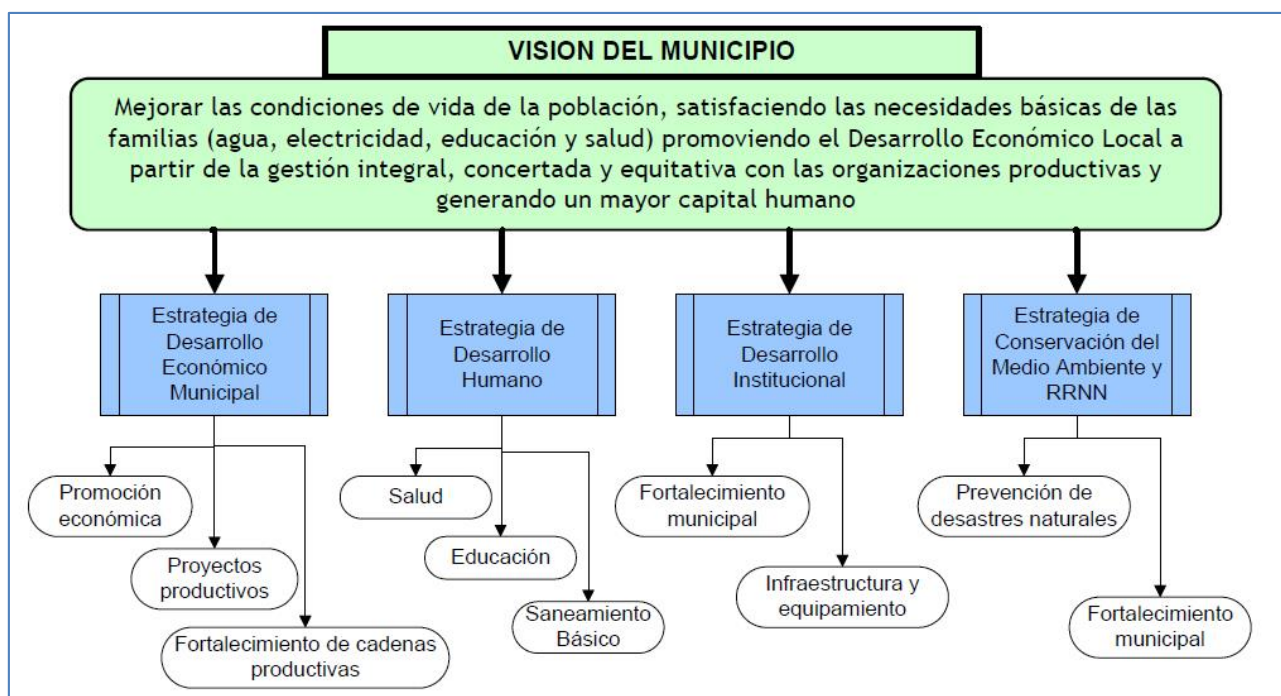 VISION DEL MUNICIPIO
Mejorar las condiciones de vida de la población, satisfaciendo las necesidades básicas de las
familias (agua, electricidad, educación y salud) promoviendo el Desarrollo Económico Local a
partir de la gestión integral, concertada y equitativa con las organizaciones productivas y
generando un mayor capital humano
Estrategia de
Desarrollo
Económico
Municipal
Estrategia de
Desarrollo
Humano
Estrategia de
Desarrollo
Institucional
Estrategia de
Conservación del
Medio Ambiente y
RRNN
Promoción
económica
Proyectos
productivos
Fortalecimiento de cadenas
productivas
Salud
Educación
Saneamiento
Básico
Fortalecimiento
municipal
Infraestructura y
equipamiento
Prevención de
desastres naturales
Fortalecimiento
municipal